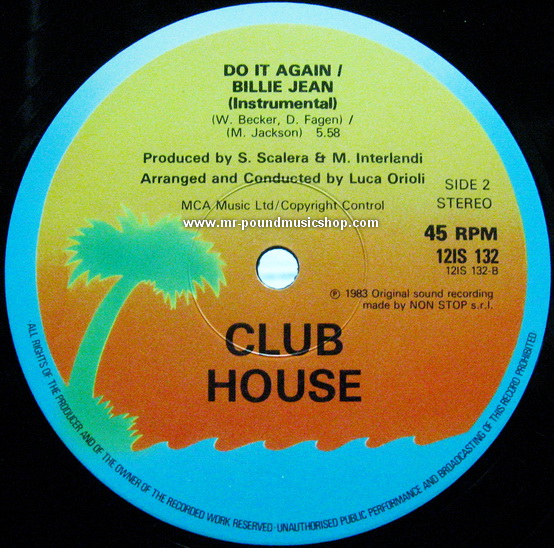 DO IT AGAIN /
BILLIE JEAN
(Instrumental)
(W. Becker, D. Fagen) /
(M. Jackson) 5.58
Produced by S. Scalera & M. Interlandi
Arranged and Conducted by Luca Orioli
SIDE 2
MCA Music Ltd/Copyright Control
STEREO
www.mr-poundmusicshop.com
45 RPM
12IS 132
12IS 132-B
℗ 1983 Original sound recording
made by NON STOP s.r.l.
CLUB
HOUSE
ALL RIGHTS OF THE PRODUCER AND OF THE OWNER OF THE RECORDED WORK RESERVED · UNAUTHORISED PUBLIC PERFORMANCE AND BROADCASTING OF THIS RECORD PROHIBITED